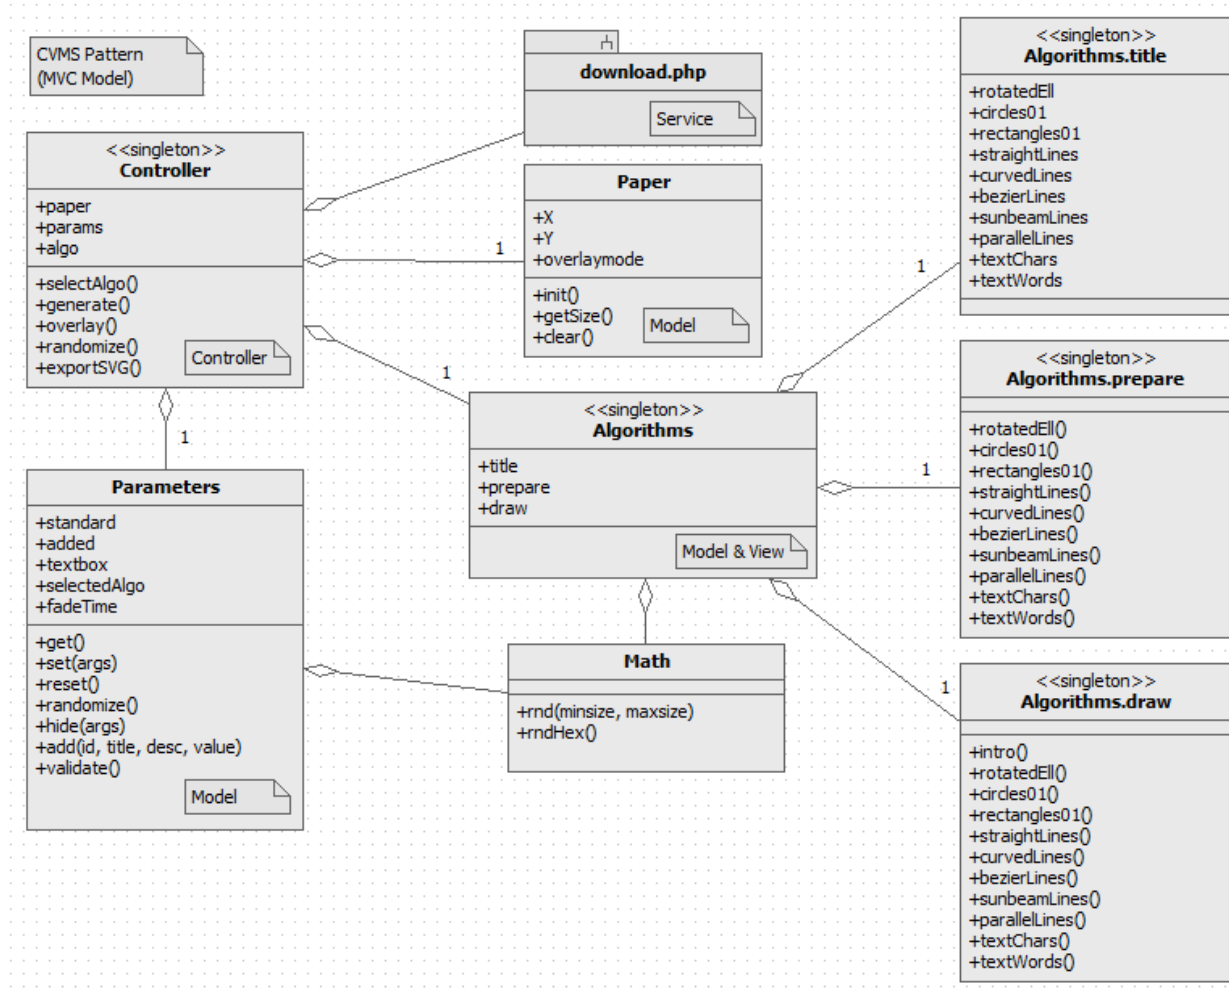 CVMS Pattern
(MVC Model)
<<singleton>>
Controller
+paper
+params
+algo
+selectAlgo()
+generate()
+overlay()
+randomize()
+exportSVG()
Controller
1
Parameters
+standard
+added
+textbox
+selectedAlgo
+fadeTime
+get()
+set(args)
+reset()
+randomize()
+hide(args)
+add(id, title, desc, value)
+validate()
Model
download.php
Service
Paper
+X
+Y
+overlaymode
+init()
+getSize()
+clear()
Model
1
1
<<singleton>>
Algorithms
+title
+prepare
+draw
Model & View
Math
+rnd(minsize, maxsize)
+rndHex()
1
1
1
<<singleton>>
Algorithms.title
+rotatedEll
+circles01
+rectangles01
+straightLines
+curvedLines
+bezierLines
+sunbeamLines
+parallelLines
+textChars
+textWords
<<singleton>>
Algorithms.prepare
+rotatedEll()
+circles01()
+rectangles01()
+straightLines()
+curvedLines()
+bezierLines()
+sunbeamLines()
+parallelLines()
+textChars()
+textWords()
<<singleton>>
Algorithms.draw
+intro()
+rotatedEll()
+circles01()
+rectangles01()
+straightLines()
+curvedLines()
+bezierLines()
+sunbeamLines()
+parallelLines()
+textChars()
+textWords()